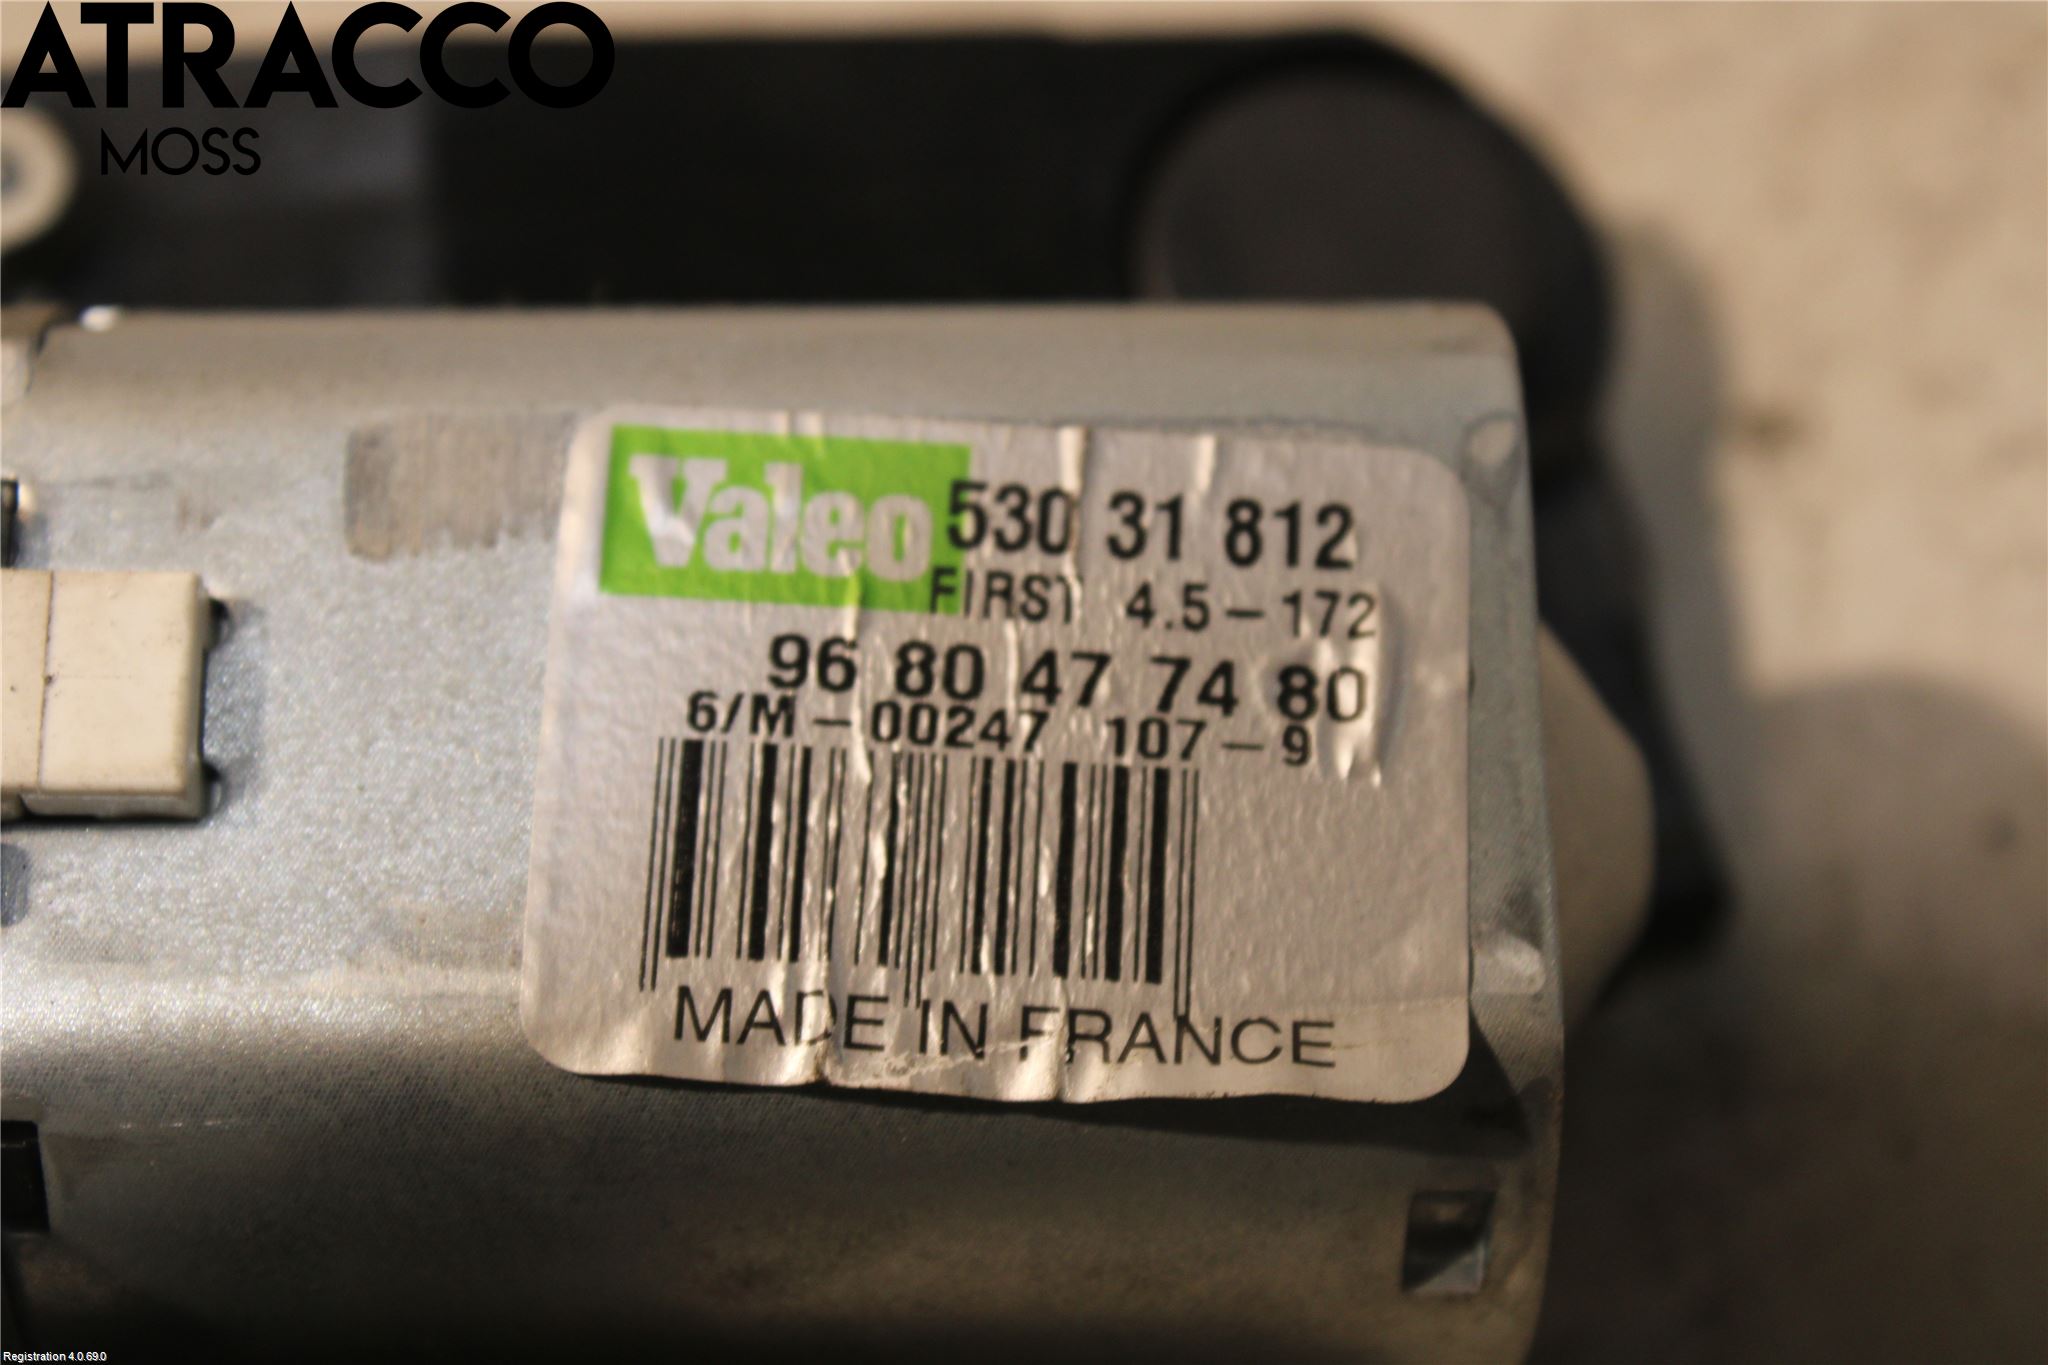 ATRACCO
MOSS
Valeo 530 31 812
FIRST 4.5-172
96 80 47 74 80
6/M-00247 107-9
MADE IN FRANCE
Registration 4.0.69.0